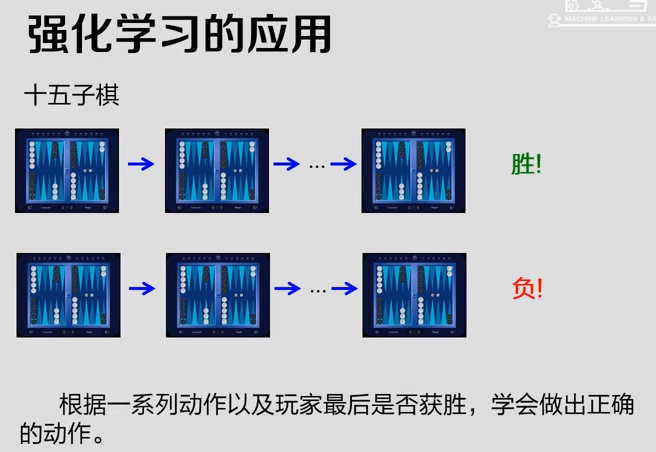 强化学习的应用
MACHINE LEARNING & A
十五子棋
... 胜!
... 负!
根据一系列动作以及玩家最后是否获胜，学会做出正确
的动作。